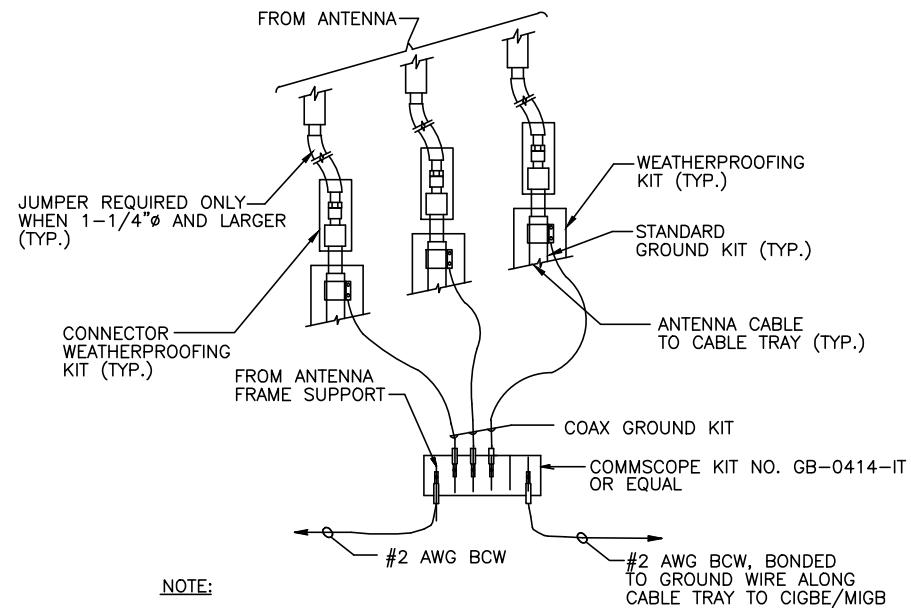 FROM ANTENNA
JUMPER REQUIRED ONLY
WHEN 1-1/4"ø AND LARGER
(TYP.)
WEATHERPROOFING
KIT (TYP.)
STANDARD
GROUND KIT (TYP.)
CONNECTOR
WEATHERPROOFING
KIT (TYP.)
ANTENNA CABLE
TO CABLE TRAY (TYP.)
FROM ANTENNA
FRAME SUPPORT
COAX GROUND KIT
COMMSCOPE KIT NO. GB-0414-IT
OR EQUAL
#2 AWG BCW
#2 AWG BCW, BONDED
TO GROUND WIRE ALONG
CABLE TRAY TO CIGBE/MIGB
NOTE: